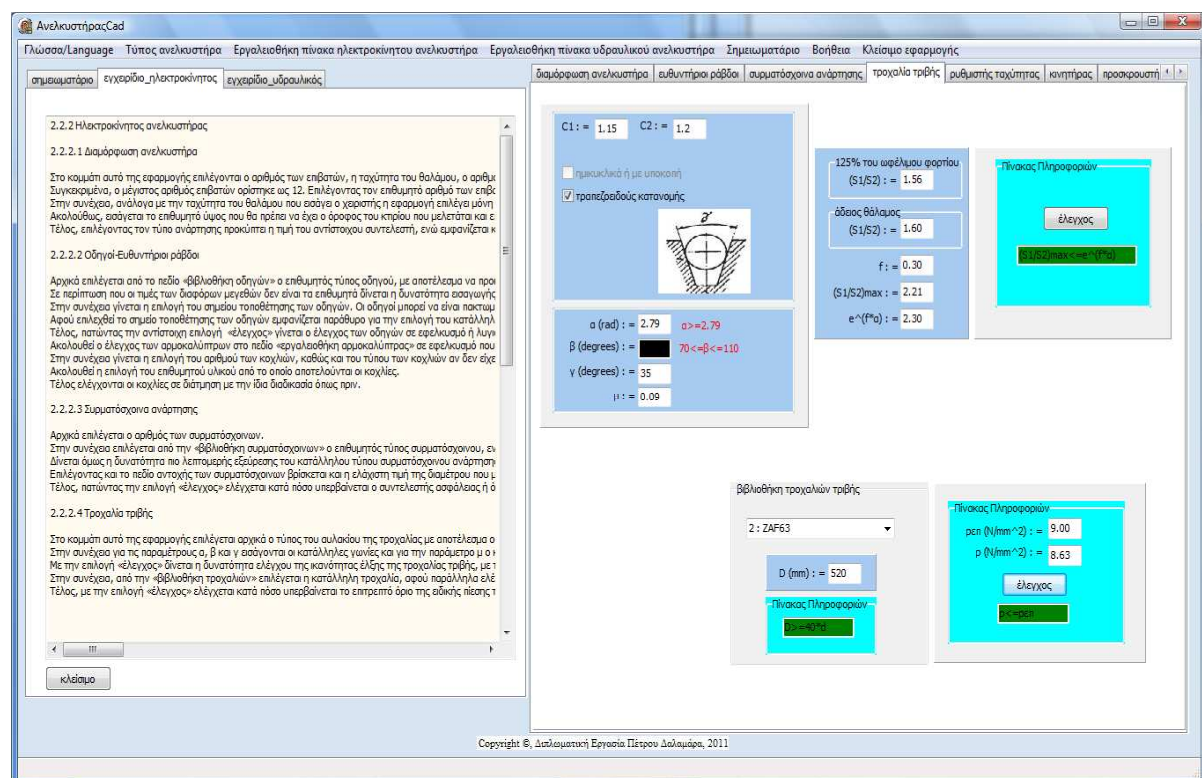 ΑνελκυστήραςCad
Γλώσσα/Language Τύπος ανελκυστήρα Εργαλειοθήκη πίνακα ηλεκτροκίνητου ανελκυστήρα Εργαλειοθήκη πίνακα υδραυλικού ανελκυστήρα Σημειωματάριο Βοήθεια Κλείσιμο εφαρμογής
σημειωματάριο εγχειρίδιο_ηλεκτροκίνητος εγχειρίδιο_υδραυλικός
2.2.2 Ηλεκτροκίνητος ανελκυστήρας
2.2.2.1 Διαμόρφωση ανελκυστήρα
Στο κομμάτι αυτό της εφαρμογής επιλέγονται ο αριθμός των επιβατών, η ταχύτητα του θαλάμου, ο αριθμ
Συγκεκριμένα, ο μέγιστος αριθμός επιβατών ορίστηκε ως 12. Επιλέγοντας τον επιθυμητό αριθμό των επιβ
Στην συνέχεια, ανάλογα με την ταχύτητα του θαλάμου που εισάγει ο χειριστής η εφαρμογή επιλέγει μόνη
Ακολούθως, εισάγεται το επιθυμητό ύψος που θα πρέπει να έχει ο όροφος του κτιρίου που μελετάται και ε
Τέλος, επιλέγοντας τον τύπο ανάρτησης προκύπτει η τιμή του αντίστοιχου συντελεστή, ενώ εμφανίζεται κ
2.2.2.2 Οδηγοί-Ευθυντήριοι ράβδοι
Αρχικά επιλέγεται από το πεδίο «βιβλιοθήκη οδηγών» ο επιθυμητός τύπος οδηγού, με αποτέλεσμα να προ
Σε περίπτωση που οι τιμές των διαφόρων μεγεθών δεν είναι τα επιθυμητά δίνεται η δυνατότητα εισαγωγής
Στην συνέχεια γίνεται η επιλογή του σημείου τοποθέτησης των οδηγών. Οι οδηγοί μπορεί να είναι πακτωμ
Αφού επιλεχθεί το σημείο τοποθέτησης των οδηγών εμφανίζεται παράθυρο για την επιλογή του κατάλληλ
Τέλος, πατώντας την αντίστοιχη επιλογή «έλεγχος» γίνεται ο έλεγχος των οδηγών σε εφελκυσμό ή λυγι
Ακολουθεί ο έλεγχος των αρμοκαλύπτρων στο πεδίο «εργαλειοθήκη αρμοκαλύπτρας» σε εφελκυσμό που
Στην συνέχεια γίνεται η επιλογή του αριθμού των κοχλιών, καθώς και του τύπου των κοχλιών αν δεν είχε
Ακολουθεί η επιλογή του επιθυμητού υλικού από το οποίο αποτελούνται οι κοχλίες.
Τέλος ελέγχονται οι κοχλίες σε διάτμηση με την ίδια διαδικασία όπως πριν.
2.2.2.3 Συρματόσχοινα ανάρτησης
Αρχικά επιλέγεται ο αριθμός των συρματόσχοινων.
Στην συνέχεια επιλέγεται από την «βιβλιοθήκη συρματόσχοινων» ο επιθυμητός τύπος συρματόσχοινου, εν
Δίνεται όμως η δυνατότητα πιο λεπτομερής εξεύρεσης του κατάλληλου τύπου συρματόσχοινου ανάρτηση
Επιλέγοντας και το πεδίο αντοχής των συρματόσχοινων βρίσκεται και η ελάχιστη τιμή της διαμέτρου που μ
Τέλος, πατώντας την επιλογή «έλεγχος» ελέγχεται κατά πόσο υπερβαίνεται ο συντελεστής ασφάλειας ή ό
2.2.2.4 Τροχαλία τριβής
Στο κομμάτι αυτό της εφαρμογής επιλέγεται αρχικά ο τύπος του αυλακίου της τροχαλίας με αποτέλεσμα ο
Στην συνέχεια για τις παραμέτρους α, β και γ εισάγονται οι κατάλληλες γωνίες και για την παράμετρο μ ο κ
Με την επιλογή «έλεγχος» δίνεται η δυνατότητα ελέγχου της ικανότητας έλξης της τροχαλίας τριβής, με τ
Στην συνέχεια, από την «βιβλιοθήκη τροχαλιών» επιλέγεται η κατάλληλη τροχαλία, αφού παράλληλα ελέ
Τέλος, με την επιλογή «έλεγχος» ελέγχεται κατά πόσο υπερβαίνεται το επιτρεπτό όριο της ειδικής πίεσης τ
κλείσιμο
διαμόρφωση ανελκυστήρα ευθυντήριοι ράβδοι συρματόσχοινα ανάρτησης τροχαλία τριβής ρυθμιστής ταχύτητας κινητήρας προσκρουστή
C1 : = 1.15 C2 : = 1.2
ημικυκλικά ή με υποκοπή
τραπεζοειδούς κατανομής
α (rad) : = 2.79 α>=2.79
β (degrees) : = 70<=β<=110
γ (degrees) : = 35
μ : = 0.09
125% του ωφέλιμου φορτίου
(S1/S2) : = 1.56
άδειος θάλαμος
(S1/S2) : = 1.60
f : = 0.30
(S1/S2)max : = 2.21
e^(f*α) : = 2.30
Πίνακας Πληροφοριών
έλεγχος
(S1/S2)max<=e^(f*α)
βιβλιοθήκη τροχαλιών τριβής
2 : ZAF63
D (mm) : = 520
Πίνακας Πληροφοριών
D>=40*d
Πίνακας Πληροφοριών
pεπ (N/mm^2) : = 9.00
p (N/mm^2) : = 8.63
έλεγχος
p<=pεπ
Copyright ©, Διπλωματική Εργασία Πέτρου Δαλαμάρα, 2011